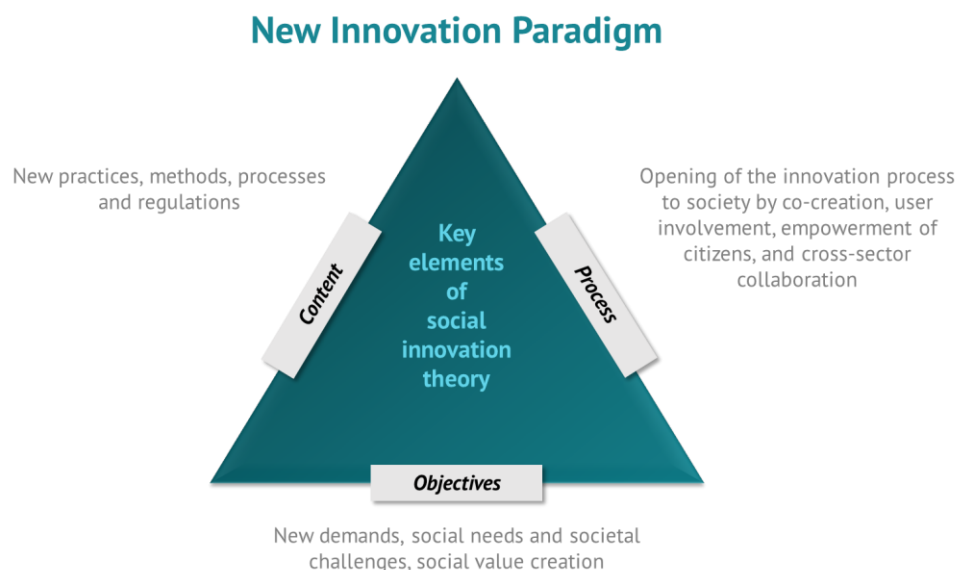 New Innovation Paradigm
New practices, methods, processes
and regulations
Opening of the innovation process
to society by co-creation, user
involvement, empowerment of
citizens, and cross-sector
collaboration
Key
elements
of
social
innovation
theory
Content
Process
Objectives
New demands, social needs and societal
challenges, social value creation